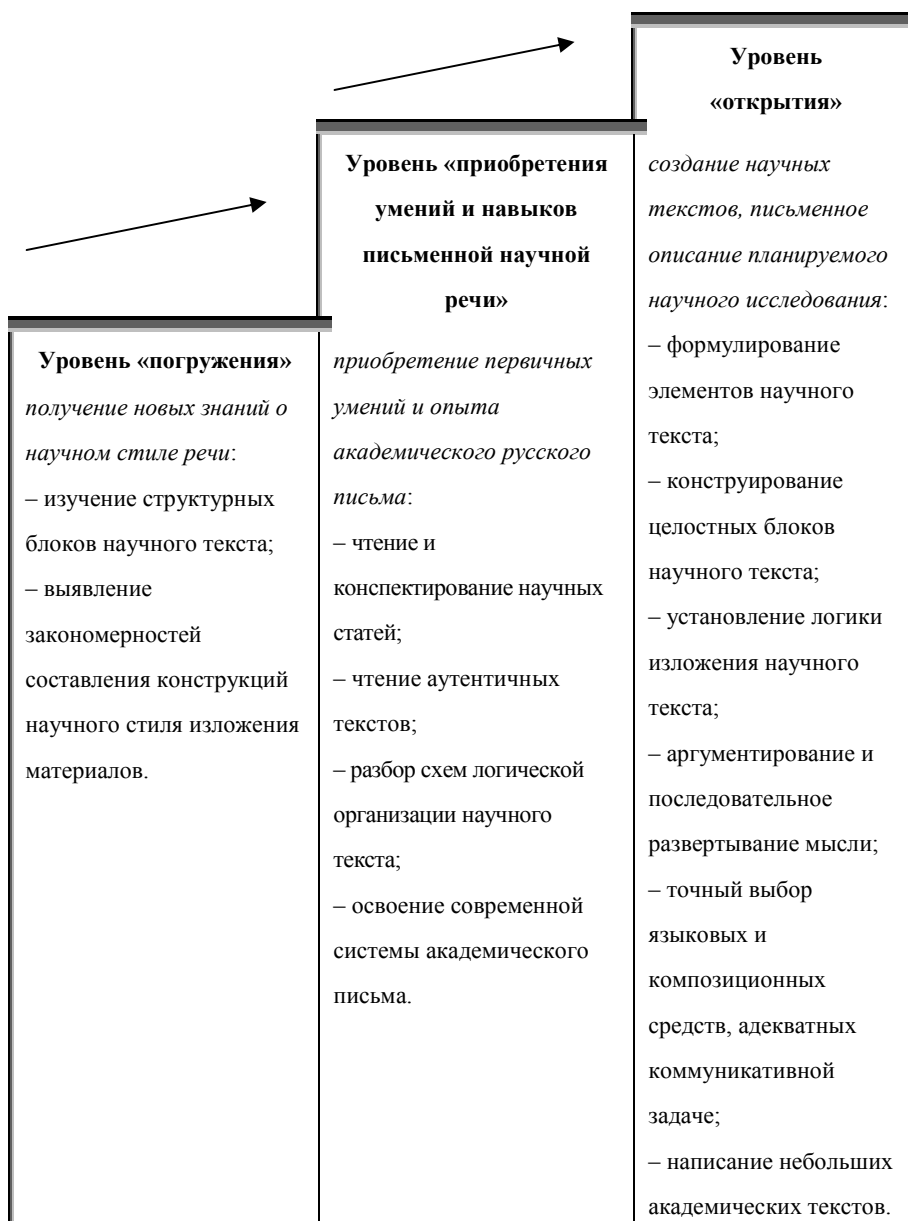 Уровень «погружения»
получение новых знаний о
научном стиле речи:
– изучение структурных
блоков научного текста;
– выявление
закономерностей
составления конструкций
научного стиля изложения
материалов.
Уровень «приобретения
умений и навыков
письменной научной
речи»
приобретение первичных
умений и опыта
академического русского
письма:
– чтение и
конспектирование научных
статей;
– чтение аутентичных
текстов;
– разбор схем логической
организации научного
текста;
– освоение современной
системы академического
письма.
Уровень
«открытия»
создание научных
текстов, письменное
описание планируемого
научного исследования:
– формулирование
элементов научного
текста;
– конструирование
целостных блоков
научного текста;
– установление логики
изложения научного
текста;
– аргументирование и
последовательное
развертывание мысли;
– точный выбор
языковых и
композиционных
средств, адекватных
коммуникативной
задаче;
– написание небольших
академических текстов.